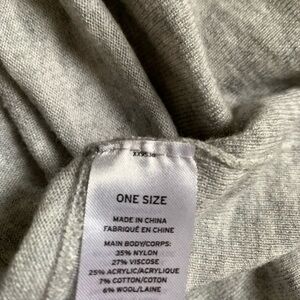 ONE SIZE
MADE IN CHINA
FABRIQUÉ EN CHINE
MAIN BODY/CORPS:
35% NYLON
27% VISCOSE
25% ACRYLIC/ACRYLIQUE
7% COTTON/COTON
6% WOOL/LAINE